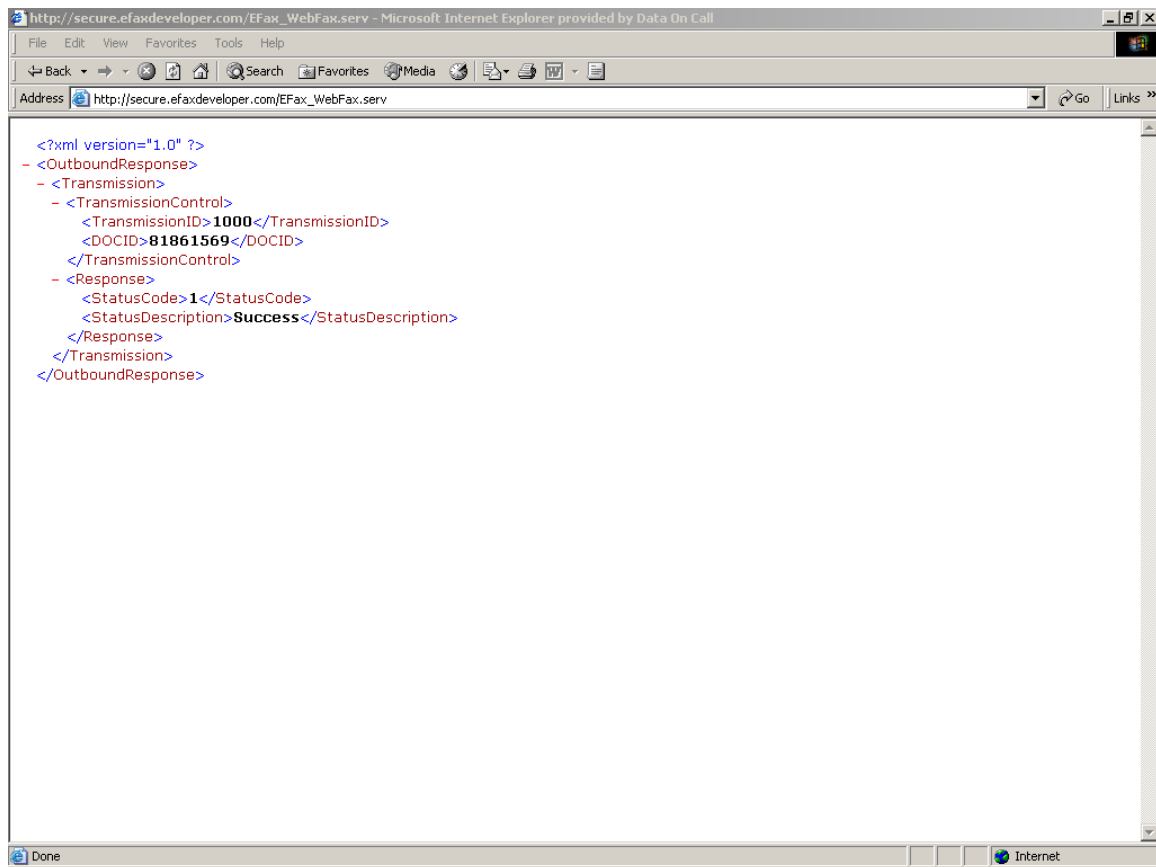 http://secure.efaxdeveloper.com/EFax_WebFax.serv - Microsoft Internet Explorer provided by Data On Call
File Edit View Favorites Tools Help
Back Search Favorites Media
Address http://secure.efaxdeveloper.com/EFax_WebFax.serv Go Links »
<?xml version="1.0" ?>
- <OutboundResponse>
- <Transmission>
- <TransmissionControl>
<TransmissionID>1000</TransmissionID>
<DOCID>81861569</DOCID>
</TransmissionControl>
- <Response>
<StatusCode>1</StatusCode>
<StatusDescription>Success</StatusDescription>
</Response>
</Transmission>
</OutboundResponse>
Done Internet